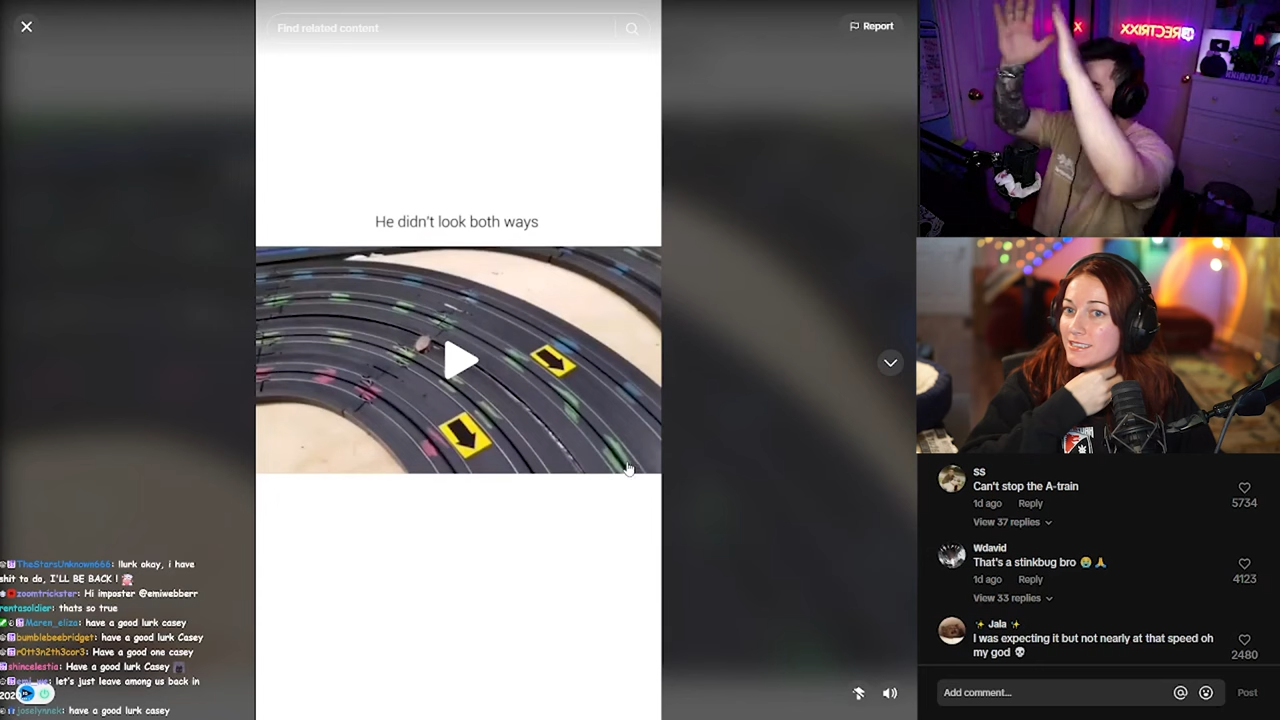 Find related content
Report
He didn't look both ways
TheStarsUnknown666: !lurk okay, i have
shit to do, I'LL BE BACK !
zoomtrickster: Hi imposter @emiwebberr
rentasoldier: thats so true
Maren_eliza: have a good lurk casey
bumblebeebridget: have a good lurk Casey
r0tt3n2th3cor3: Have a good one casey
shincelestia: Have a good lurk Casey
let's just leave among us back in
joselynnek: have a good lurk casey
SS
Can't stop the A-train
1d ago Reply
5734
View 37 replies
Wdavid
That's a stinkbug bro 😭 🙏
1d ago Reply
4123
View 33 replies
✨ Jala ✨
I was expecting it but not nearly at that speed oh
my god 💀
2480
Add comment...
Post